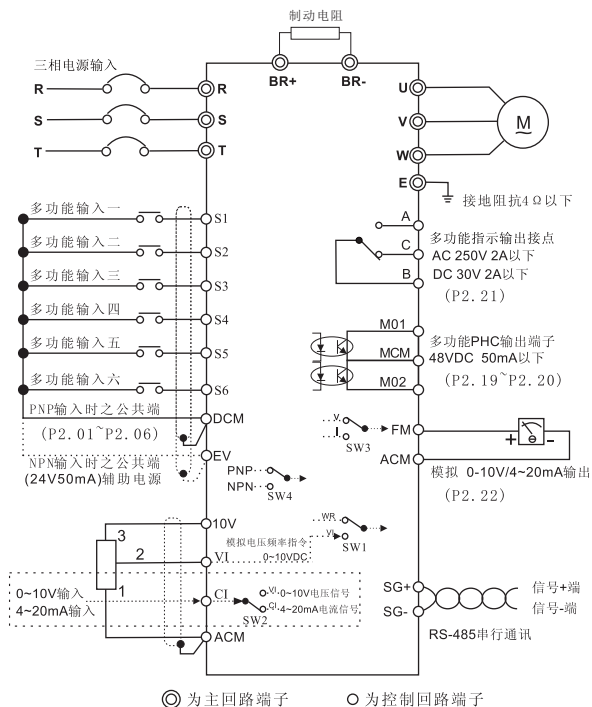 制动电阻
三相电源输入
BR+ BR-
R R U
S S V M
T T W
E
接地阻抗4Ω以下
多功能输入一 S1 A
多功能指示输出接点
多功能输入二 S2 C AC 250V 2A以下
多功能输入三 S3 B DC 30V 2A以下
(P2.21)
多功能输入四 S4 M01
多功能PHC输出端子
多功能输入五 S5 MCM 48VDC 50mA以下
多功能输入六 S6 M02 (P2.19~P2.20)
PNP输入时之公共端 DCM
(P2.01~P2.06) V FM + -
I SW3
NPN输入时之公共端 EV ACM
(24V50mA)辅助电源 PNP 模拟 0-10V/4~20mA输出
NPN SW4 (P2.22)
10V WR
3 模拟电压频率指令 VI SW1
2 VI 0~10VDC
1
0~10V输入 CI VI 0~10V电压信号 SG+ 信号+端
4~20mA输入 CI 4~20mA电流信号 SG- 信号-端
SW2
ACM RS-485串行通讯
为主回路端子 为控制回路端子